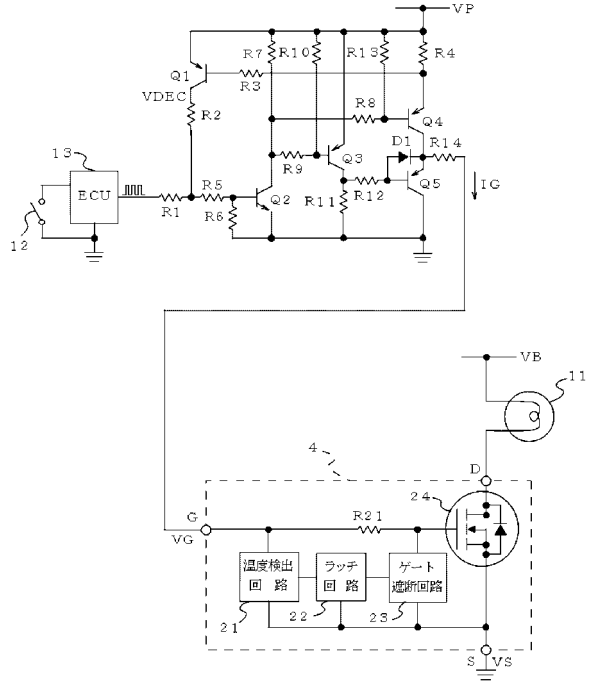 VP
R7
R10
R13
R4
Q1
R3
VDEC
R2
R8
Q4
D1
R14
13
ECU
R1
R5
R6
Q2
R9
Q3
R11
R12
Q5
IG
12
VB
11
4
D
24
G
VG
R21
温度検出
回路
ラッチ
回路
ゲート
遮断回路
21
22
23
S
VS